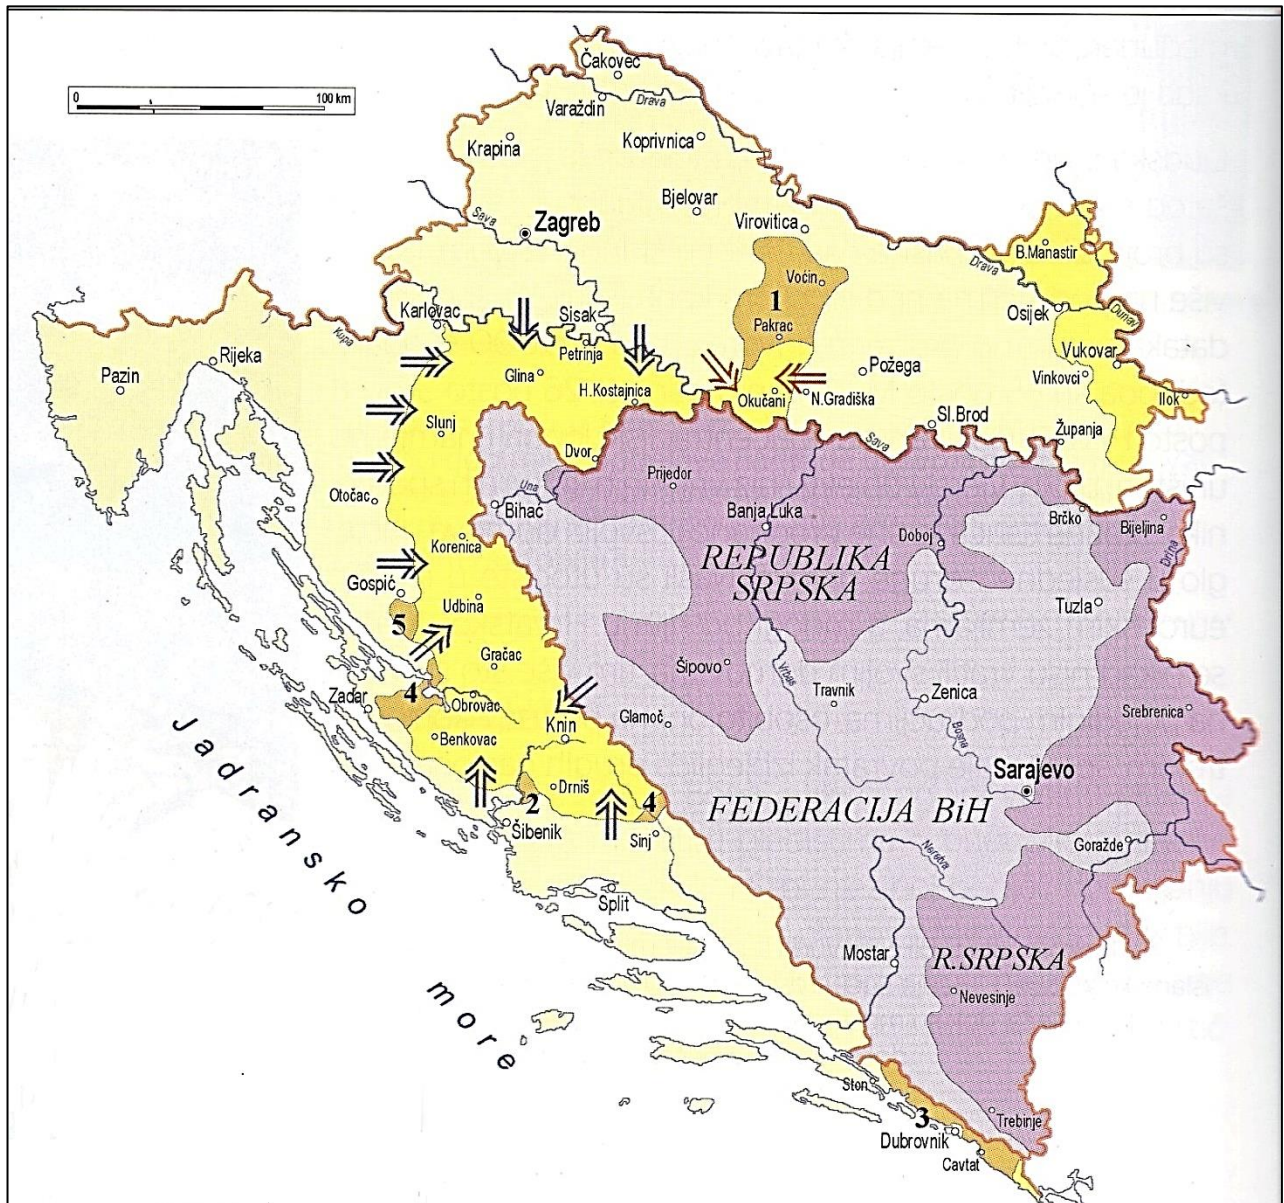 0 100 km
Čakovec
Varaždin
Drava
Krapina
Koprivnica
Bjelovar
Sava
Zagreb
Virovitica
B.Manastir
Voćin
Drava
1
Karlovac
Sisak
Osijek
Dunav
Kupa
Pakrac
Petrinja
Rijeka
Vukovar
Pazin
Glina
Požega
Vinkovci
H.Kostajnica
Okučani
N.Gradiška
Ilok
Slunj
Sl.Brod
Sava
Županja
Dvor
Prijedor
Otočac
Una
Bihać
Banja Luka
Brčko
Bijeljina
Korenica
Doboj
REPUBLIKA
SRPSKA
Drina
Gospić
Udbina
Tuzla
5
Gračac
Šipovo
Vrbas
Travnik
Zenica
4
Zadar
Obrovac
Glamoč
Srebrenica
Knin
Bosna
Benkovac
Sarajevo
Drniš
2
4
FEDERACIJA BiH
Šibenik
Sinj
Goražde
Neretva
Split
Mostar
R.SRPSKA
Nevesinje
Jadransko
more
Ston
3
Trebinje
Dubrovnik
Cavtat